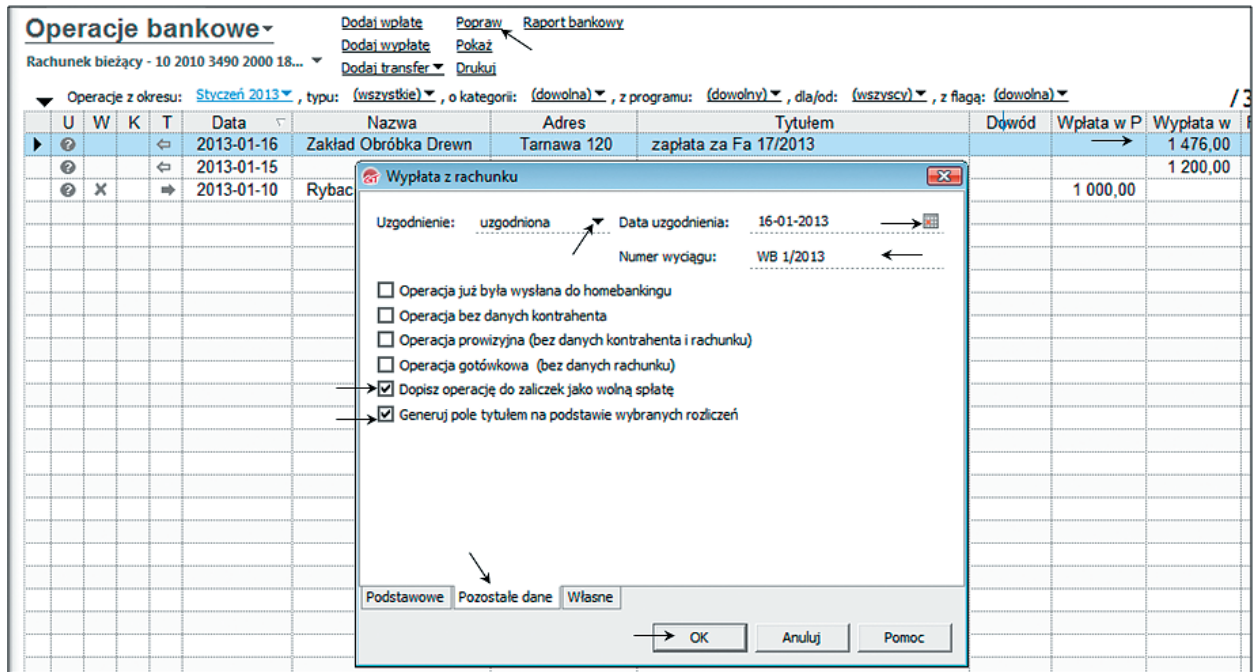 Operacje bankowe
Dodaj wpłatę Popraw Raport bankowy
Dodaj wypłatę Pokaż
Rachunek bieżący - 10 2010 3490 2000 18...
Dodaj transfer Drukuj
Operacje z okresu: Styczeń 2013 , typu: (wszystkie) , o kategorii: (dowolna) , z programu: (dowolny) , dla/od: (wszyscy) , z flagą: (dowolna)
U W K T Data Nazwa Adres Tytułem Dowód Wpłata w P Wypłata w
2013-01-16 Zakład Obróbka Drewn Tarnawa 120 zapłata za Fa 17/2013 1 476,00
2013-01-15 1 200,00
2013-01-10 Rybac 1 000,00
Wypłata z rachunku
Uzgodnienie: uzgodniona Data uzgodnienia: 16-01-2013
Numer wyciągu: WB 1/2013
Operacja już była wysłana do homebankingu
Operacja bez danych kontrahenta
Operacja prowizyjna (bez danych kontrahenta i rachunku)
Operacja gotówkowa (bez danych rachunku)
Dopisz operację do zaliczek jako wolną spłatę
Generuj pole tytułem na podstawie wybranych rozliczeń
Podstawowe Pozostałe dane Własne
OK Anuluj Pomoc